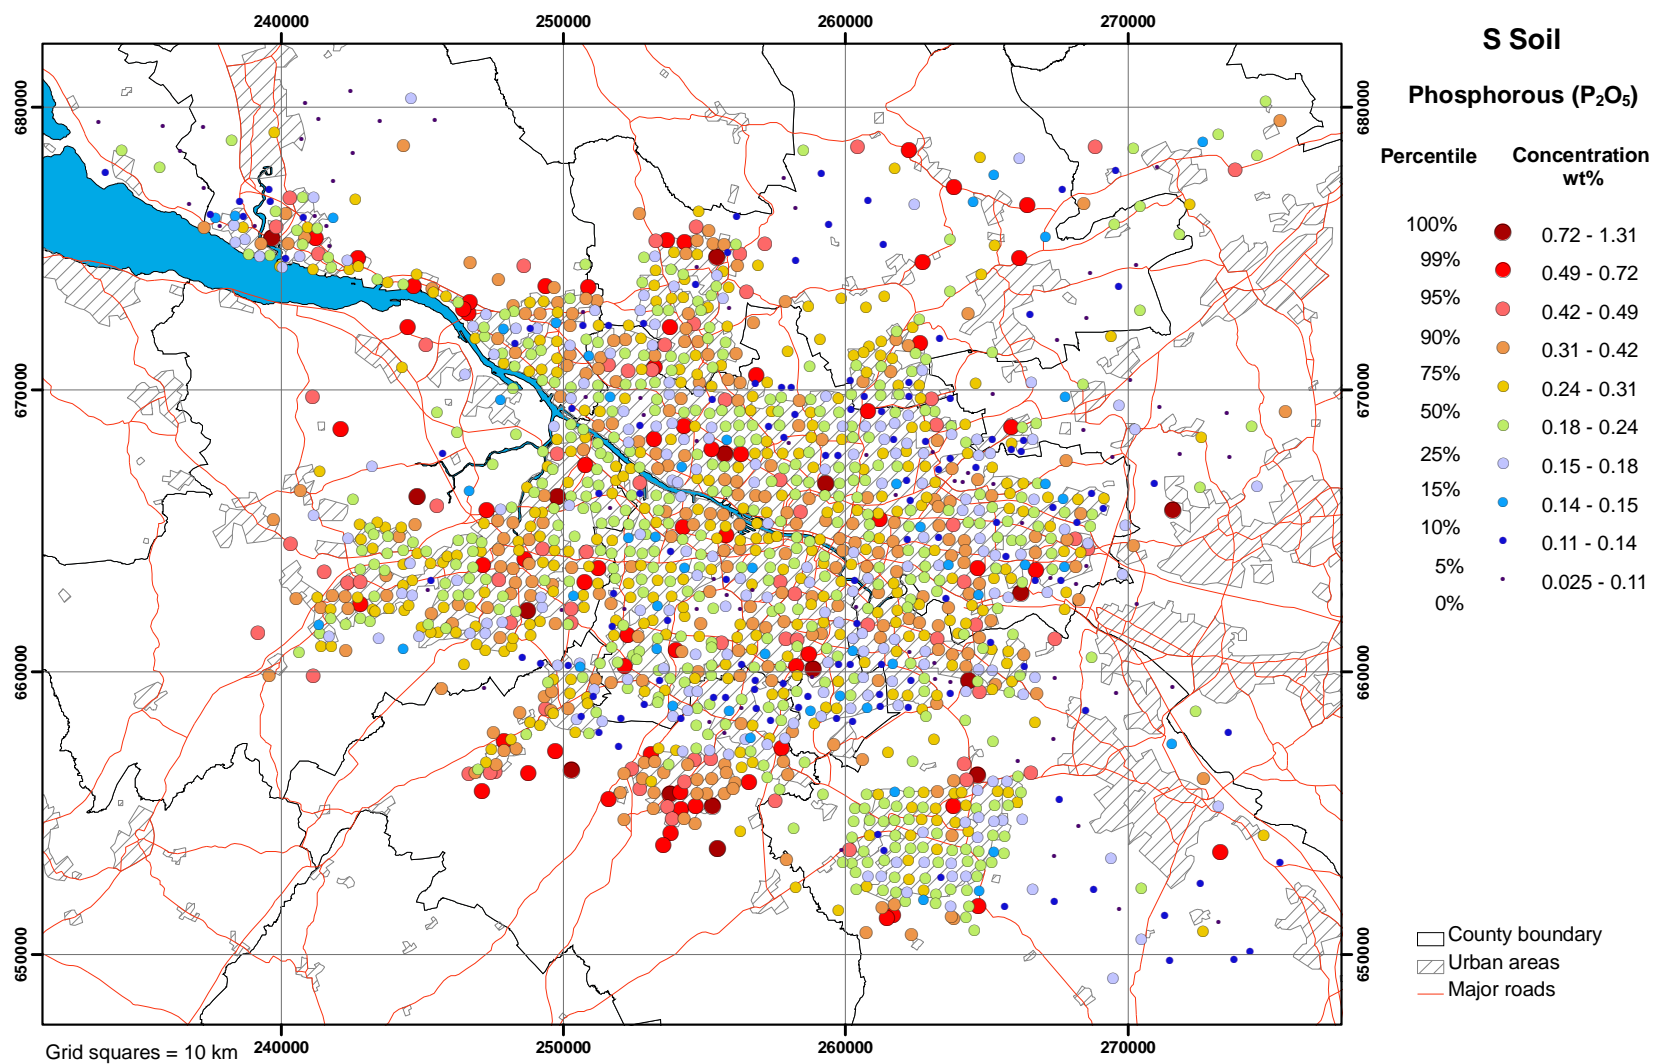 240000
250000
260000
270000
S Soil
Phosphorous (P₂O₅)
Percentile
Concentration
wt%
100%
99%
95%
90%
75%
50%
25%
15%
10%
5%
0%
0.72 - 1.31
0.49 - 0.72
0.42 - 0.49
0.31 - 0.42
0.24 - 0.31
0.18 - 0.24
0.15 - 0.18
0.14 - 0.15
0.11 - 0.14
0.025 - 0.11
680000
680000
670000
670000
660000
660000
650000
650000
County boundary
Urban areas
Major roads
240000
250000
260000
270000
Grid squares = 10 km